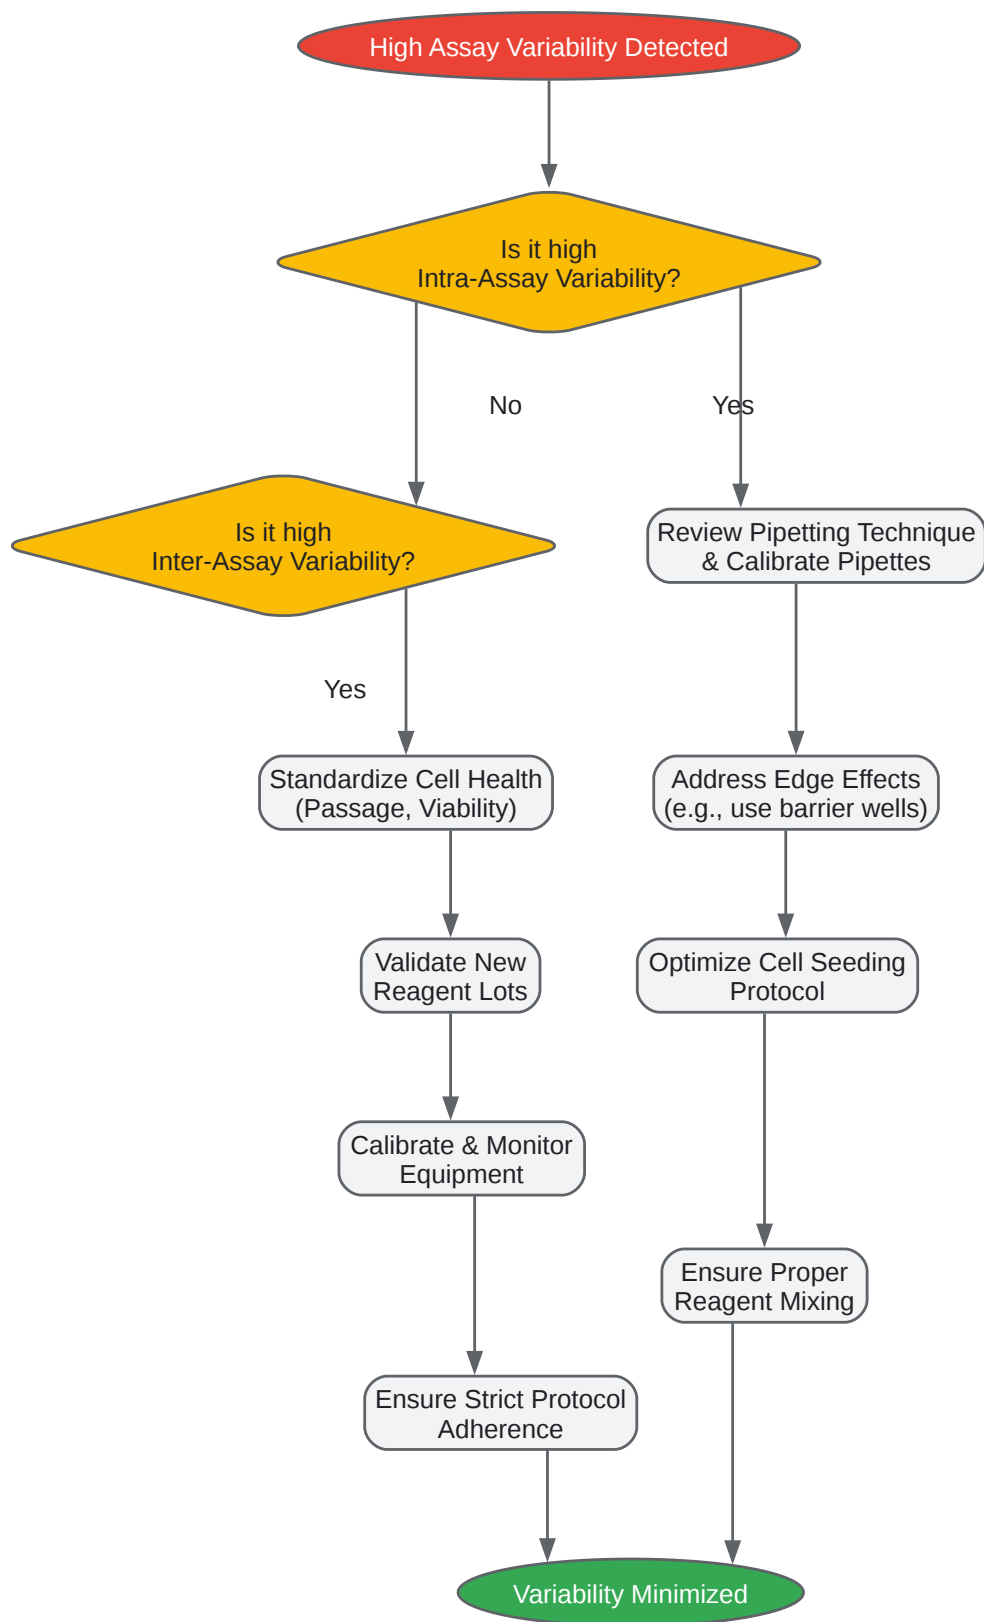 High Assay Variability Detected
Is it high
Intra-Assay Variability?
No
Yes
Is it high
Inter-Assay Variability?
Review Pipetting Technique
& Calibrate Pipettes
Yes
Standardize Cell Health
(Passage, Viability)
Address Edge Effects
(e.g., use barrier wells)
Validate New
Reagent Lots
Optimize Cell Seeding
Protocol
Calibrate & Monitor
Equipment
Ensure Proper
Reagent Mixing
Ensure Strict Protocol
Adherence
Variability Minimized